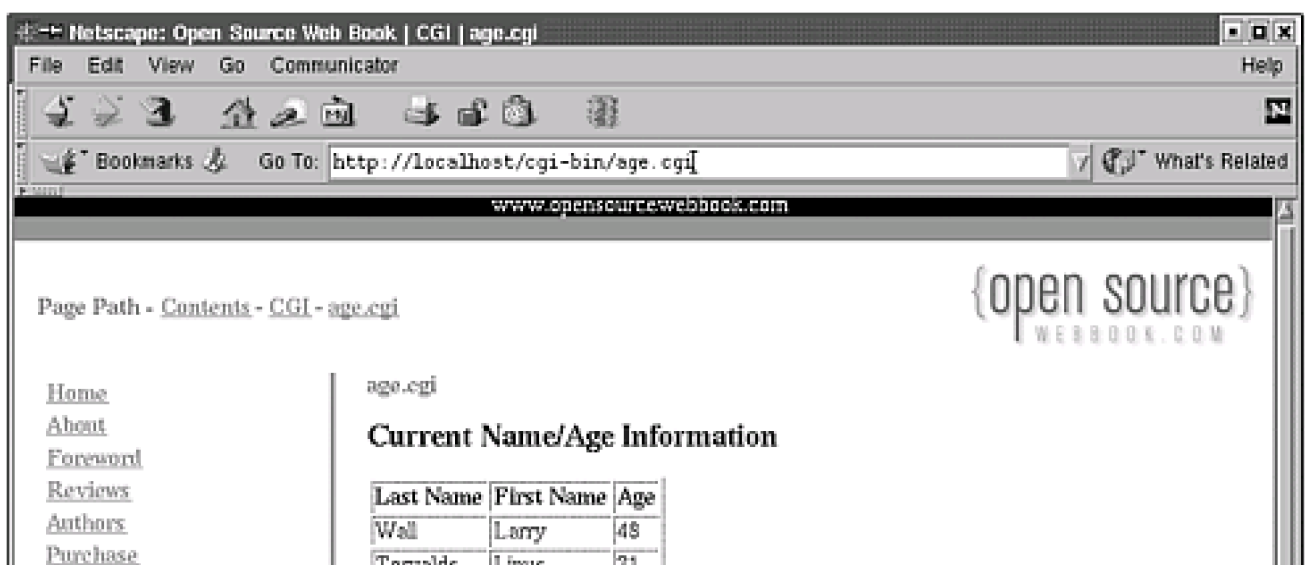 Netscape: Open Source Web Book | CGI | age.cgi
File Edit View Go Communicator Help
Bookmarks Go To: http://localhost/cgi-bin/age.cgi What's Related
www.opensourcewebbook.com
{open source}
WEBBOOK.COM
Page Path - Contents - CGI - age.cgi
Home
About
Foreword
Reviews
Authors
Purchase
age.cgi
Current Name/Age Information
Last Name First Name Age
Wall Larry 48
Torvalds Linus 31